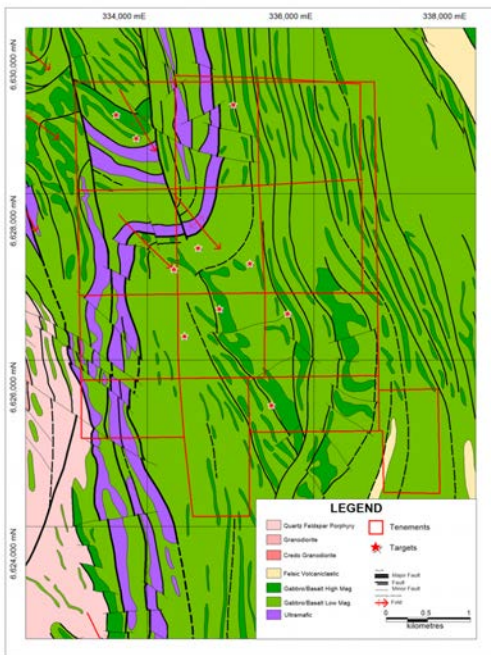 334,000 mE
336,000 mE
338,000 mE
6,630,000 mN
6,628,000 mN
6,626,000 mN
6,624,000 mN
LEGEND
Quartz Feldspar Porphyry
Granodiorite
Credo Granodiorite
Felsic Volcaniclastic
Gabbro/Basalt High Mag
Gabbro/Basalt Low Mag
Ultramafic
Tenements
Targets
Major Fault
Fault
Minor Fault
Fold
0 0.5 1
kilometres